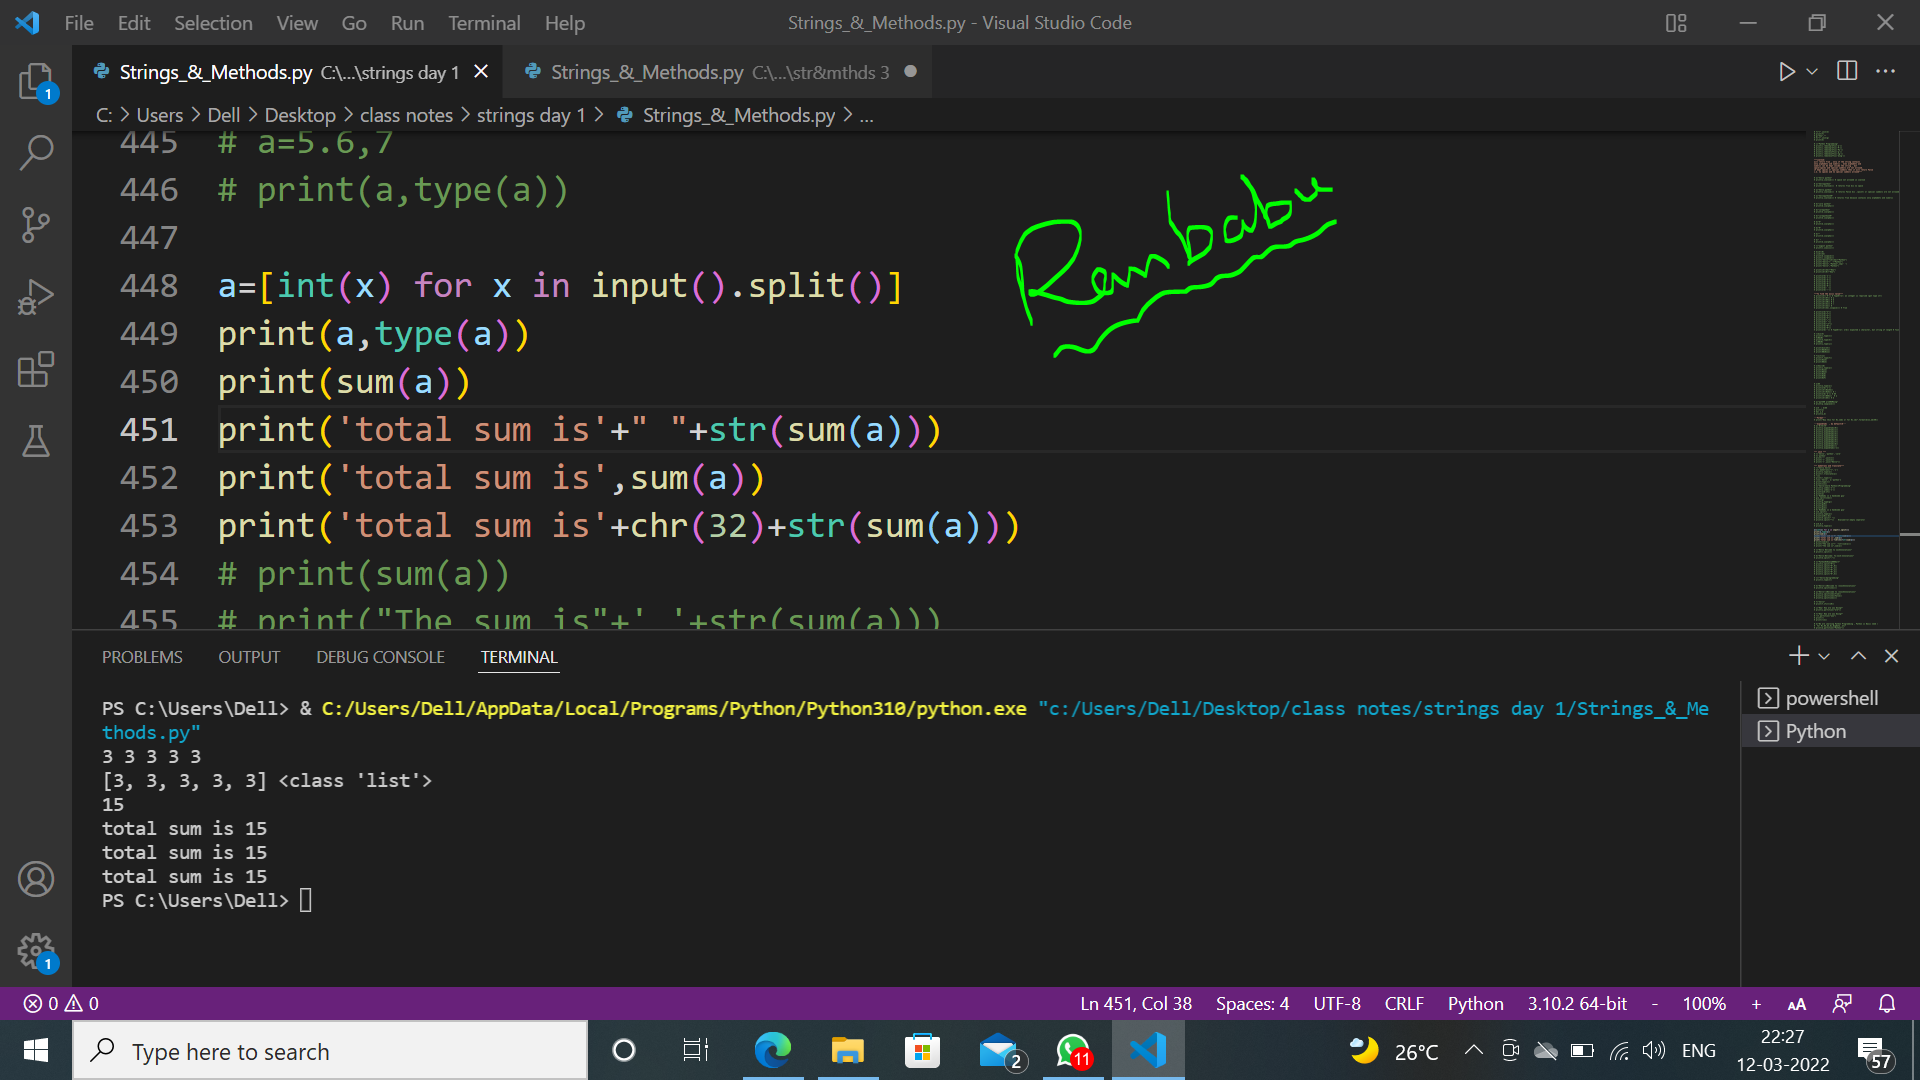 File Edit Selection View Go Run Terminal Help Strings_&_Methods.py - Visual Studio Code
Strings_&_Methods.py C:\...\strings day 1 Strings_&_Methods.py C:\...\str&mthds 3
C: > Users > Dell > Desktop > class notes > strings day 1 > Strings_&_Methods.py > ...
445 # a=5.6,7
446 # print(a,type(a))
447
448 a=[int(x) for x in input().split()]
449 print(a,type(a))
450 print(sum(a))
451 print('total sum is'+" "+str(sum(a)))
452 print('total sum is',sum(a))
453 print('total sum is'+chr(32)+str(sum(a)))
454 # print(sum(a))
455 # print("The sum is"+' '+str(sum(a)))
Rambabu
PROBLEMS OUTPUT DEBUG CONSOLE TERMINAL
PS C:\Users\Dell> & C:/Users/Dell/AppData/Local/Programs/Python/Python310/python.exe "c:/Users/Dell/Desktop/class notes/strings day 1/Strings_&_Me
thods.py"
3 3 3 3 3
[3, 3, 3, 3, 3] <class 'list'>
15
total sum is 15
total sum is 15
total sum is 15
PS C:\Users\Dell>
powershell
Python
1
1
0 0 Ln 451, Col 38 Spaces: 4 UTF-8 CRLF Python 3.10.2 64-bit - 100% + AA
Type here to search 2 11 26°C ENG 22:27
12-03-2022 57